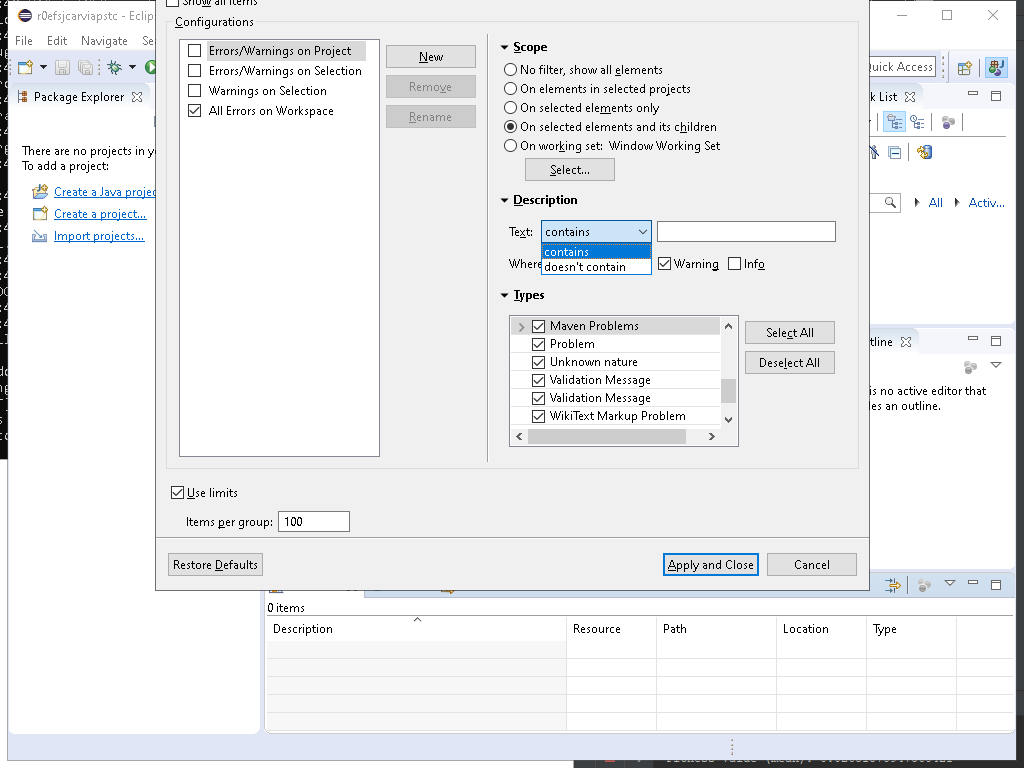 Show all items
r0efsjcarviapstc - Eclip
File Edit Navigate Se
Quick Access
Package Explorer
k List
There are no projects in y
To add a project:
Create a Java projec
Create a project...
Import projects...
Configurations
Errors/Warnings on Project
Errors/Warnings on Selection
Warnings on Selection
All Errors on Workspace
New
Remove
Rename
Scope
No filter, show all elements
On elements in selected projects
On selected elements only
On selected elements and its children
On working set: Window Working Set
Select...
Description
Text: contains
contains
doesn't contain
Where
Warning
Info
Types
Maven Problems
Problem
Unknown nature
Validation Message
Validation Message
WikiText Markup Problem
Select All
Deselect All
Use limits
Items per group: 100
Restore Defaults
Apply and Close
Cancel
All
Activ...
tline
is no active editor that
les an outline.
0 items
Description Resource Path Location Type